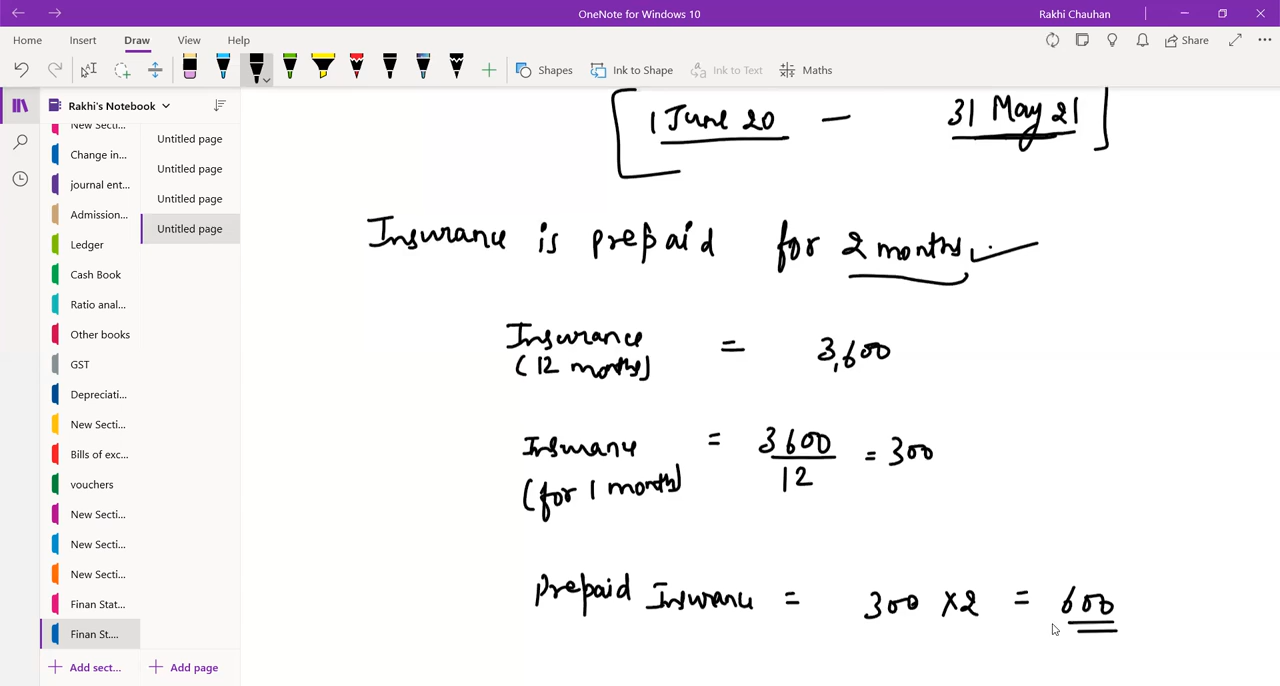 OneNote for Windows 10
Rakhi Chauhan
Home Insert Draw View Help
Share
Shapes Ink to Shape Ink to Text Maths
Rakhi's Notebook
New Secti...
Change in...
journal ent...
Admission...
Ledger
Cash Book
Ratio anal...
Other books
GST
Depreciati...
New Secti...
Bills of exc...
vouchers
New Secti...
New Secti...
New Secti...
Finan Stat...
Finan St....
Add sect...
Untitled page
Untitled page
Untitled page
Untitled page
Add page
[1 June 20 — 31 May 21]
Insurance is prepaid for 2 months.
Insurance (12 months) = 3,600
Insurance (for 1 month) = 3600/12 = 300
Prepaid Insurance = 300 x 2 = 600